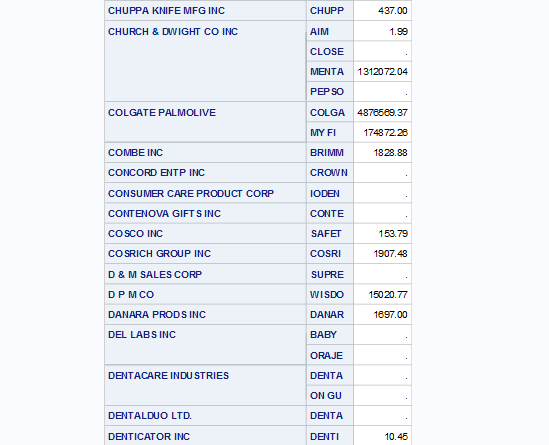 CHUPPA KNIFE MFG INC CHUPP 437.00
CHURCH & DWIGHT CO INC AIM 1.99
CLOSE .
MENTA 1312072.04
PEPSO .
COLGATE PALMOLIVE COLGA 4876569.37
MY FI 174872.26
COMBE INC BRIMM 1828.88
CONCORD ENTP INC CROWN .
CONSUMER CARE PRODUCT CORP IODEN .
CONTENOVA GIFTS INC CONTE .
COSCO INC SAFET 153.79
COSRICH GROUP INC COSRI 1907.48
D & M SALES CORP SUPRE .
D P M CO WISDO 15020.77
DANARA PRODS INC DANAR 1697.00
DEL LABS INC BABY .
ORAJE .
DENTACARE INDUSTRIES DENTA .
ON GU .
DENTALDUO LTD. DENTA .
DENTICATOR INC DENTI 10.45